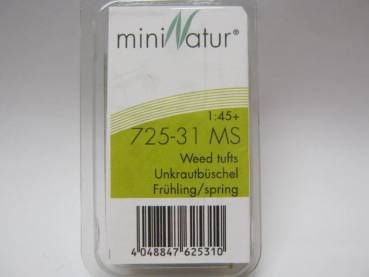 miniNatur®
1:45+
725-31 MS
Weed tufts
Unkrautbüschel
Frühling/spring
4 048847 625310